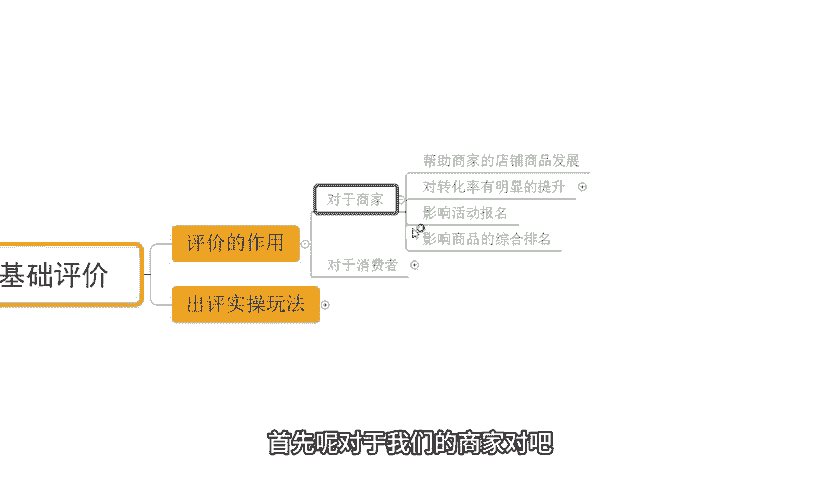 帮助商家的店铺商品发展
对转化率有明显的提升
对于商家
影响活动报名
影响商品的综合排名
评价的作用
对于消费者
基础评价
出评实操玩法
首先呢对于我们的商家对吧